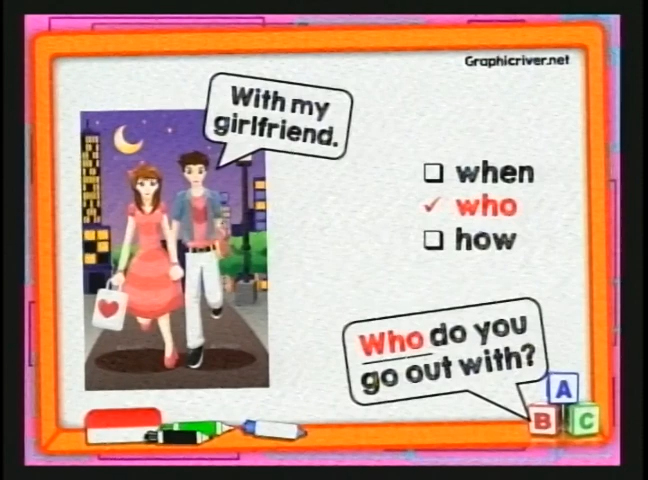 Graphicriver.net
With my
girlfriend.
when
who
how
Who do you
go out with?
A
B C